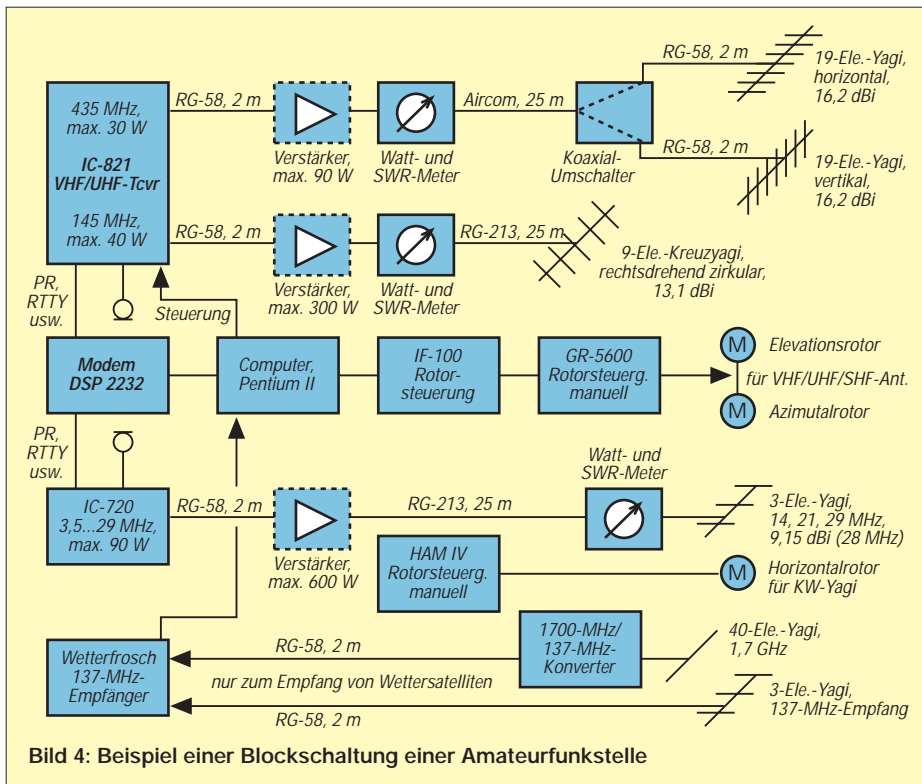 435 MHz,
max. 30 W
IC-821
VHF/UHF-Tcvr
145 MHz,
max. 40 W
RG-58, 2 m
Verstärker,
max. 90 W
Watt- und
SWR-Meter
Aircom, 25 m
Koaxial-
Umschalter
RG-58, 2 m
19-Ele.-Yagi,
horizontal,
16,2 dBi
RG-58, 2 m
19-Ele.-Yagi,
vertikal,
16,2 dBi
RG-58, 2 m
Verstärker,
max. 300 W
Watt- und
SWR-Meter
RG-213, 25 m
9-Ele.-Kreuzyagi,
rechtsdrehend zirkular,
13,1 dBi
PR,
RTTY
usw.
Steuerung
Modem
DSP 2232
Computer,
Pentium II
IF-100
Rotor-
steuerung
GR-5600
Rotorsteuerg.
manuell
M
Elevationsrotor
für VHF/UHF/SHF-Ant.
M
Azimutalrotor
PR,
RTTY
usw.
IC-720
3,5...29 MHz,
max. 90 W
RG-58, 2 m
Verstärker,
max. 600 W
RG-213, 25 m
Watt- und
SWR-Meter
3-Ele.-Yagi,
14, 21, 29 MHz,
9,15 dBi (28 MHz)
HAM IV
Rotorsteuerg.
manuell
M
Horizontalrotor
für KW-Yagi
Wetterfrosch
137-MHz-
Empfänger
RG-58, 2 m
1700-MHz/
137-MHz-
Konverter
40-Ele.-Yagi,
1,7 GHz
nur zum Empfang von Wettersatelliten
RG-58, 2 m
3-Ele.-Yagi,
137-MHz-Empfang
Bild 4: Beispiel einer Blockschaltung einer Amateurfunkstelle